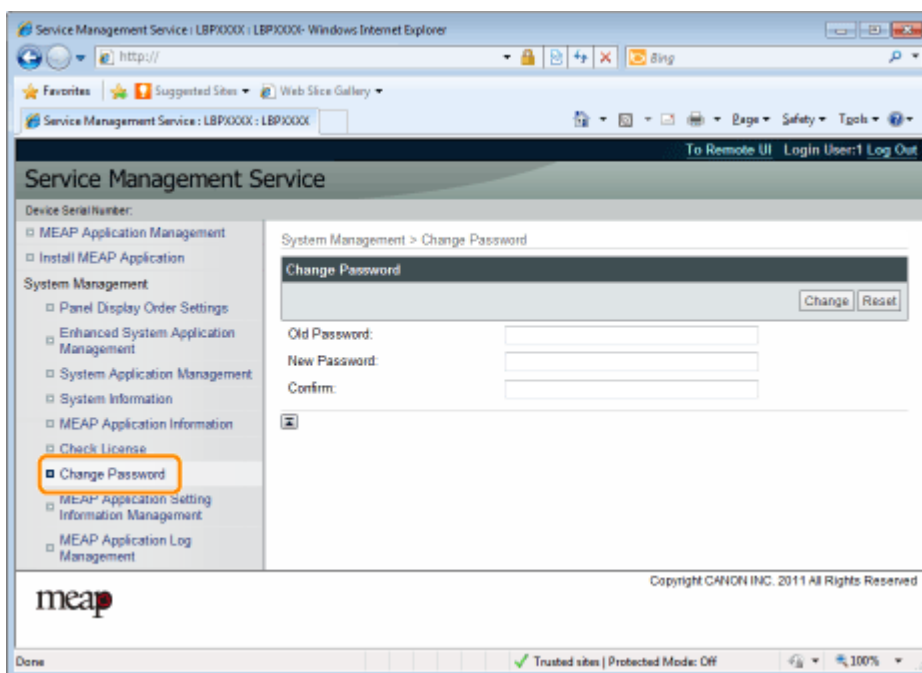 Service Management Service : LBPXXXX : LBPXXXX- Windows Internet Explorer
http://
Bing
Favorites Suggested Sites Web Slice Gallery
Service Management Service : LBPXXXX : LBPXXXX
Page Safety Tools
To Remote UI Login User:1 Log Out
Service Management Service
Device Serial Number:
MEAP Application Management
Install MEAP Application
System Management
Panel Display Order Settings
Enhanced System Application
Management
System Application Management
System Information
MEAP Application Information
Check License
Change Password
MEAP Application Setting
Information Management
MEAP Application Log
Management
System Management > Change Password
Change Password
Change Reset
Old Password:
New Password:
Confirm:
Copyright CANON INC. 2011 All Rights Reserved
meap
Done
Trusted sites | Protected Mode: Off
100%